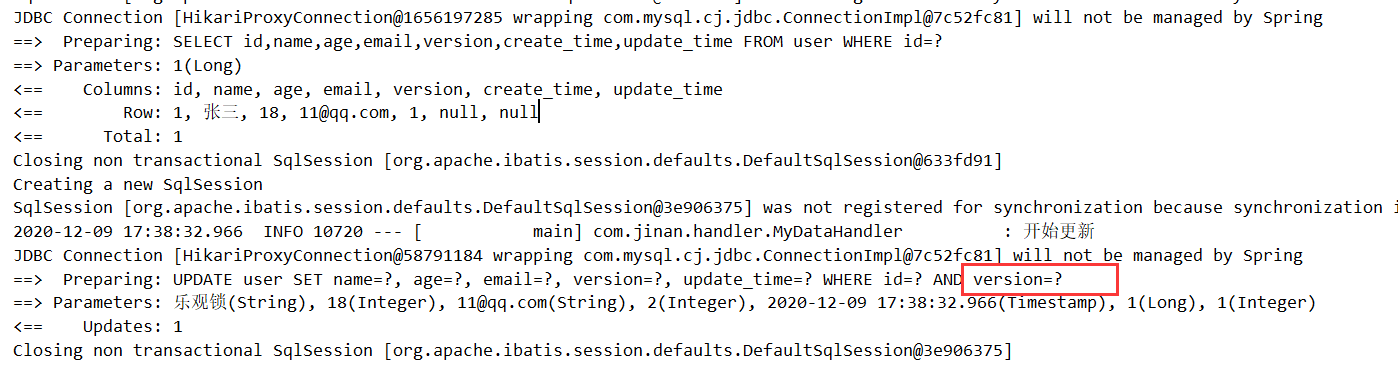 JDBC Connection [HikariProxyConnection@1656197285 wrapping com.mysql.cj.jdbc.ConnectionImpl@7c52fc81] will not be managed by Spring
==>  Preparing: SELECT id,name,age,email,version,create_time,update_time FROM user WHERE id=?
==> Parameters: 1(Long)
<==    Columns: id, name, age, email, version, create_time, update_time
<==        Row: 1, 张三, 18, 11@qq.com, 1, null, null
<==      Total: 1
Closing non transactional SqlSession [org.apache.ibatis.session.defaults.DefaultSqlSession@633fd91]
Creating a new SqlSession
SqlSession [org.apache.ibatis.session.defaults.DefaultSqlSession@3e906375] was not registered for synchronization because synchronization i
2020-12-09 17:38:32.966  INFO 10720 --- [           main] com.jinan.handler.MyDataHandler          : 开始更新
JDBC Connection [HikariProxyConnection@58791184 wrapping com.mysql.cj.jdbc.ConnectionImpl@7c52fc81] will not be managed by Spring
==>  Preparing: UPDATE user SET name=?, age=?, email=?, version=?, update_time=? WHERE id=? AND version=?
==> Parameters: 乐观锁(String), 18(Integer), 11@qq.com(String), 2(Integer), 2020-12-09 17:38:32.966(Timestamp), 1(Long), 1(Integer)
<==    Updates: 1
Closing non transactional SqlSession [org.apache.ibatis.session.defaults.DefaultSqlSession@3e906375]